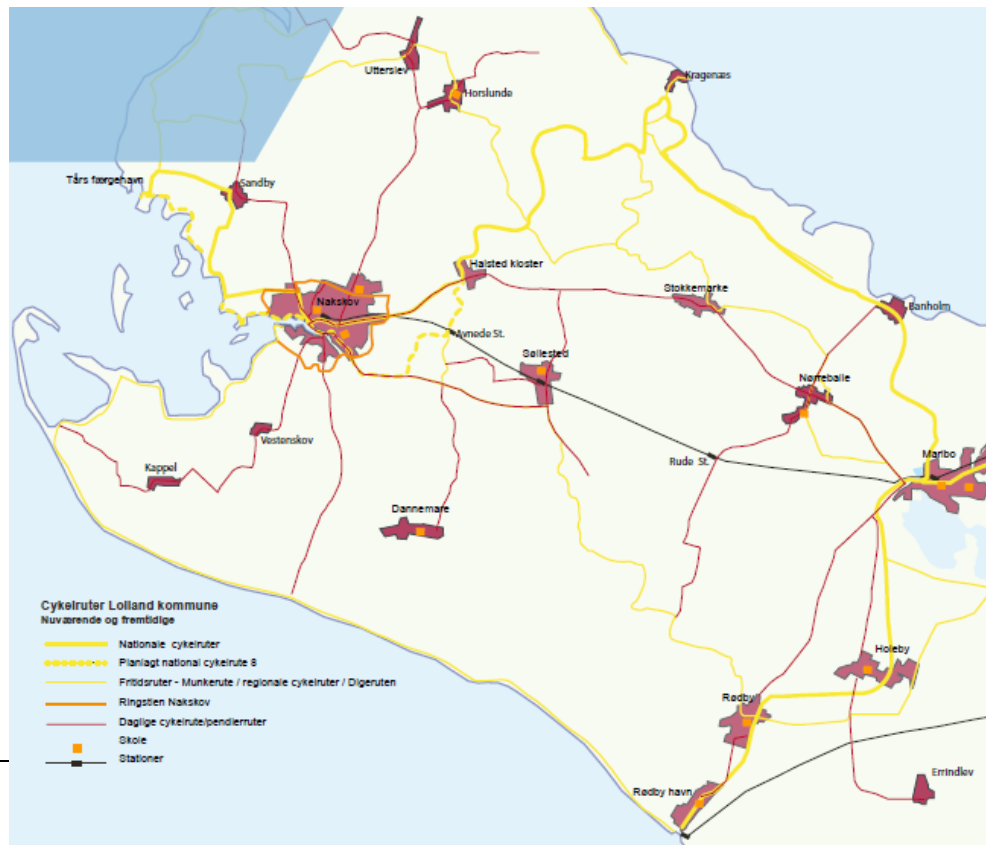 Utterslev
Kragenæs
Horslunde
Tårs færgehavn
Sandby
Halsted kloster
Stokkemarke
Nakskov
Banholm
Avnede St.
Søllested
Nørreballe
Vestenskov
Maribo
Rude St.
Kappel
Dannemare
Cykelruter Lolland kommune
Nuværende og fremtidige
Nationale cykelruter
Planlagt national cykelrute 8
Fritidsruter - Munkerute / regionale cykelruter / Digeruten
Ringstien Nakskov
Daglige cykelrute/pendlerruter
Skole
Stationer
Holeby
Rødby
Rødby havn
Errindlev